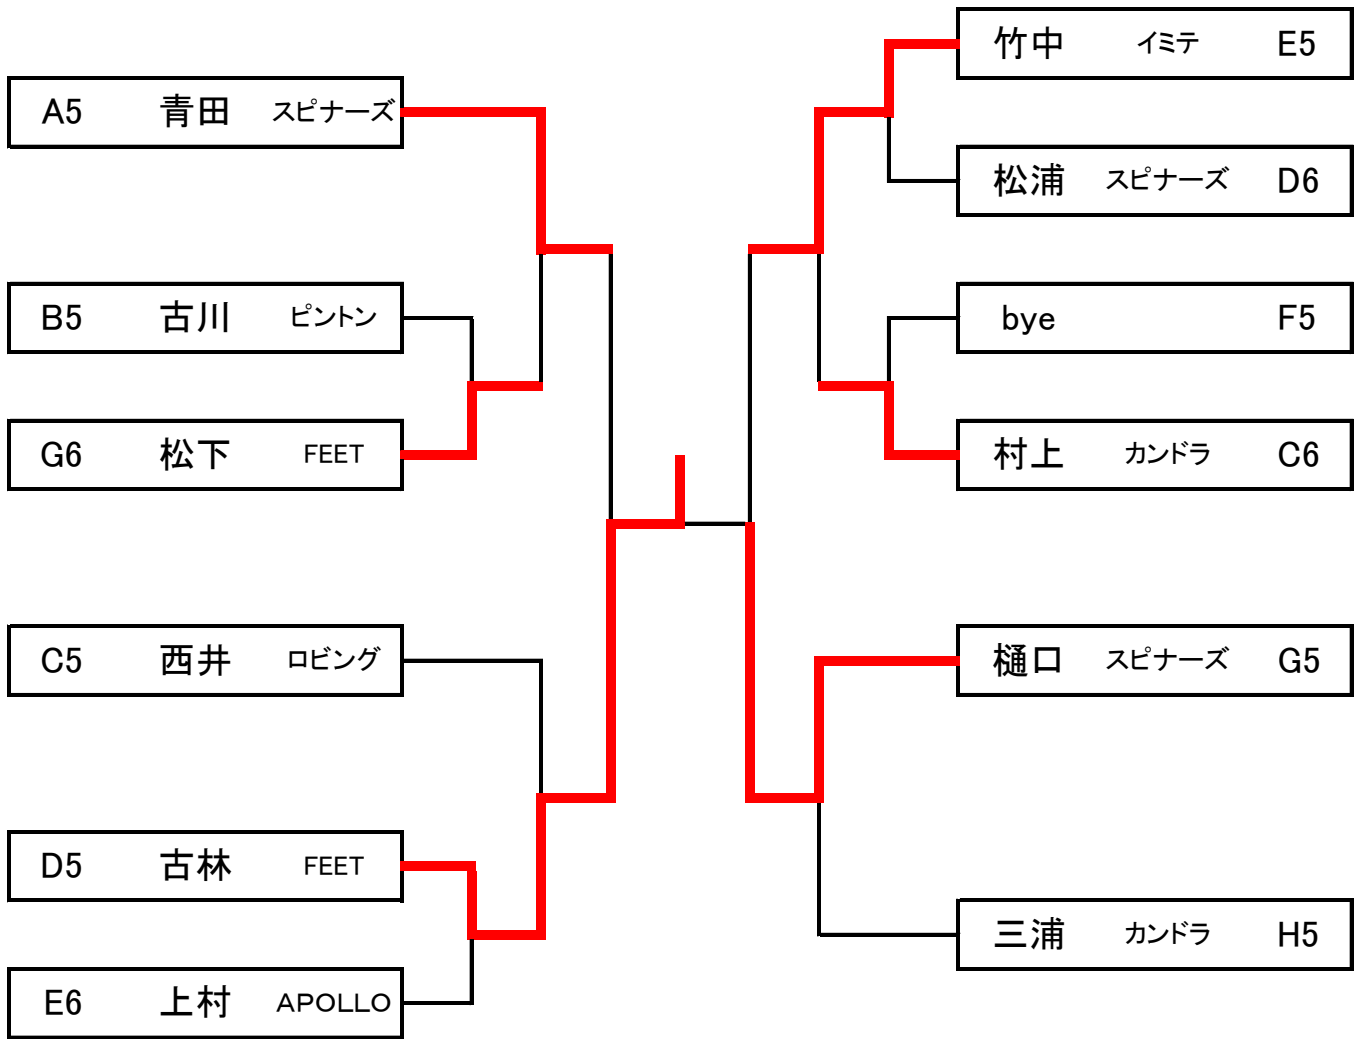 A5 青田 スピナーズ
B5 古川 ピントン
G6 松下 FEET
C5 西井 ロビング
D5 古林 FEET
E6 上村 APOLLO
竹中 イミテ E5
松浦 スピナーズ D6
bye F5
村上 カンドラ C6
樋口 スピナーズ G5
三浦 カンドラ H5